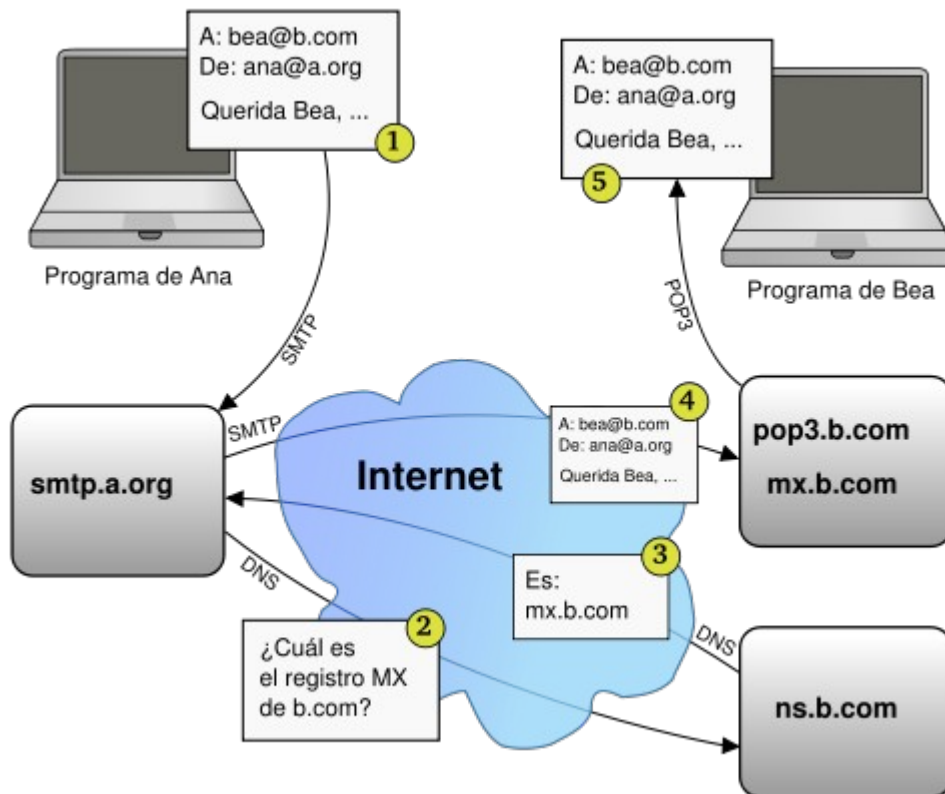 A: bea@b.com
De: ana@a.org
Querida Bea, ...
1
Programa de Ana
A: bea@b.com
De: ana@a.org
Querida Bea, ...
5
Programa de Bea
SMTP
POP3
smtp.a.org
SMTP
Internet
A: bea@b.com
De: ana@a.org
Querida Bea, ...
4
pop3.b.com
mx.b.com
DNS
¿Cuál es
el registro MX
de b.com?
2
Es:
mx.b.com
3
DNS
ns.b.com